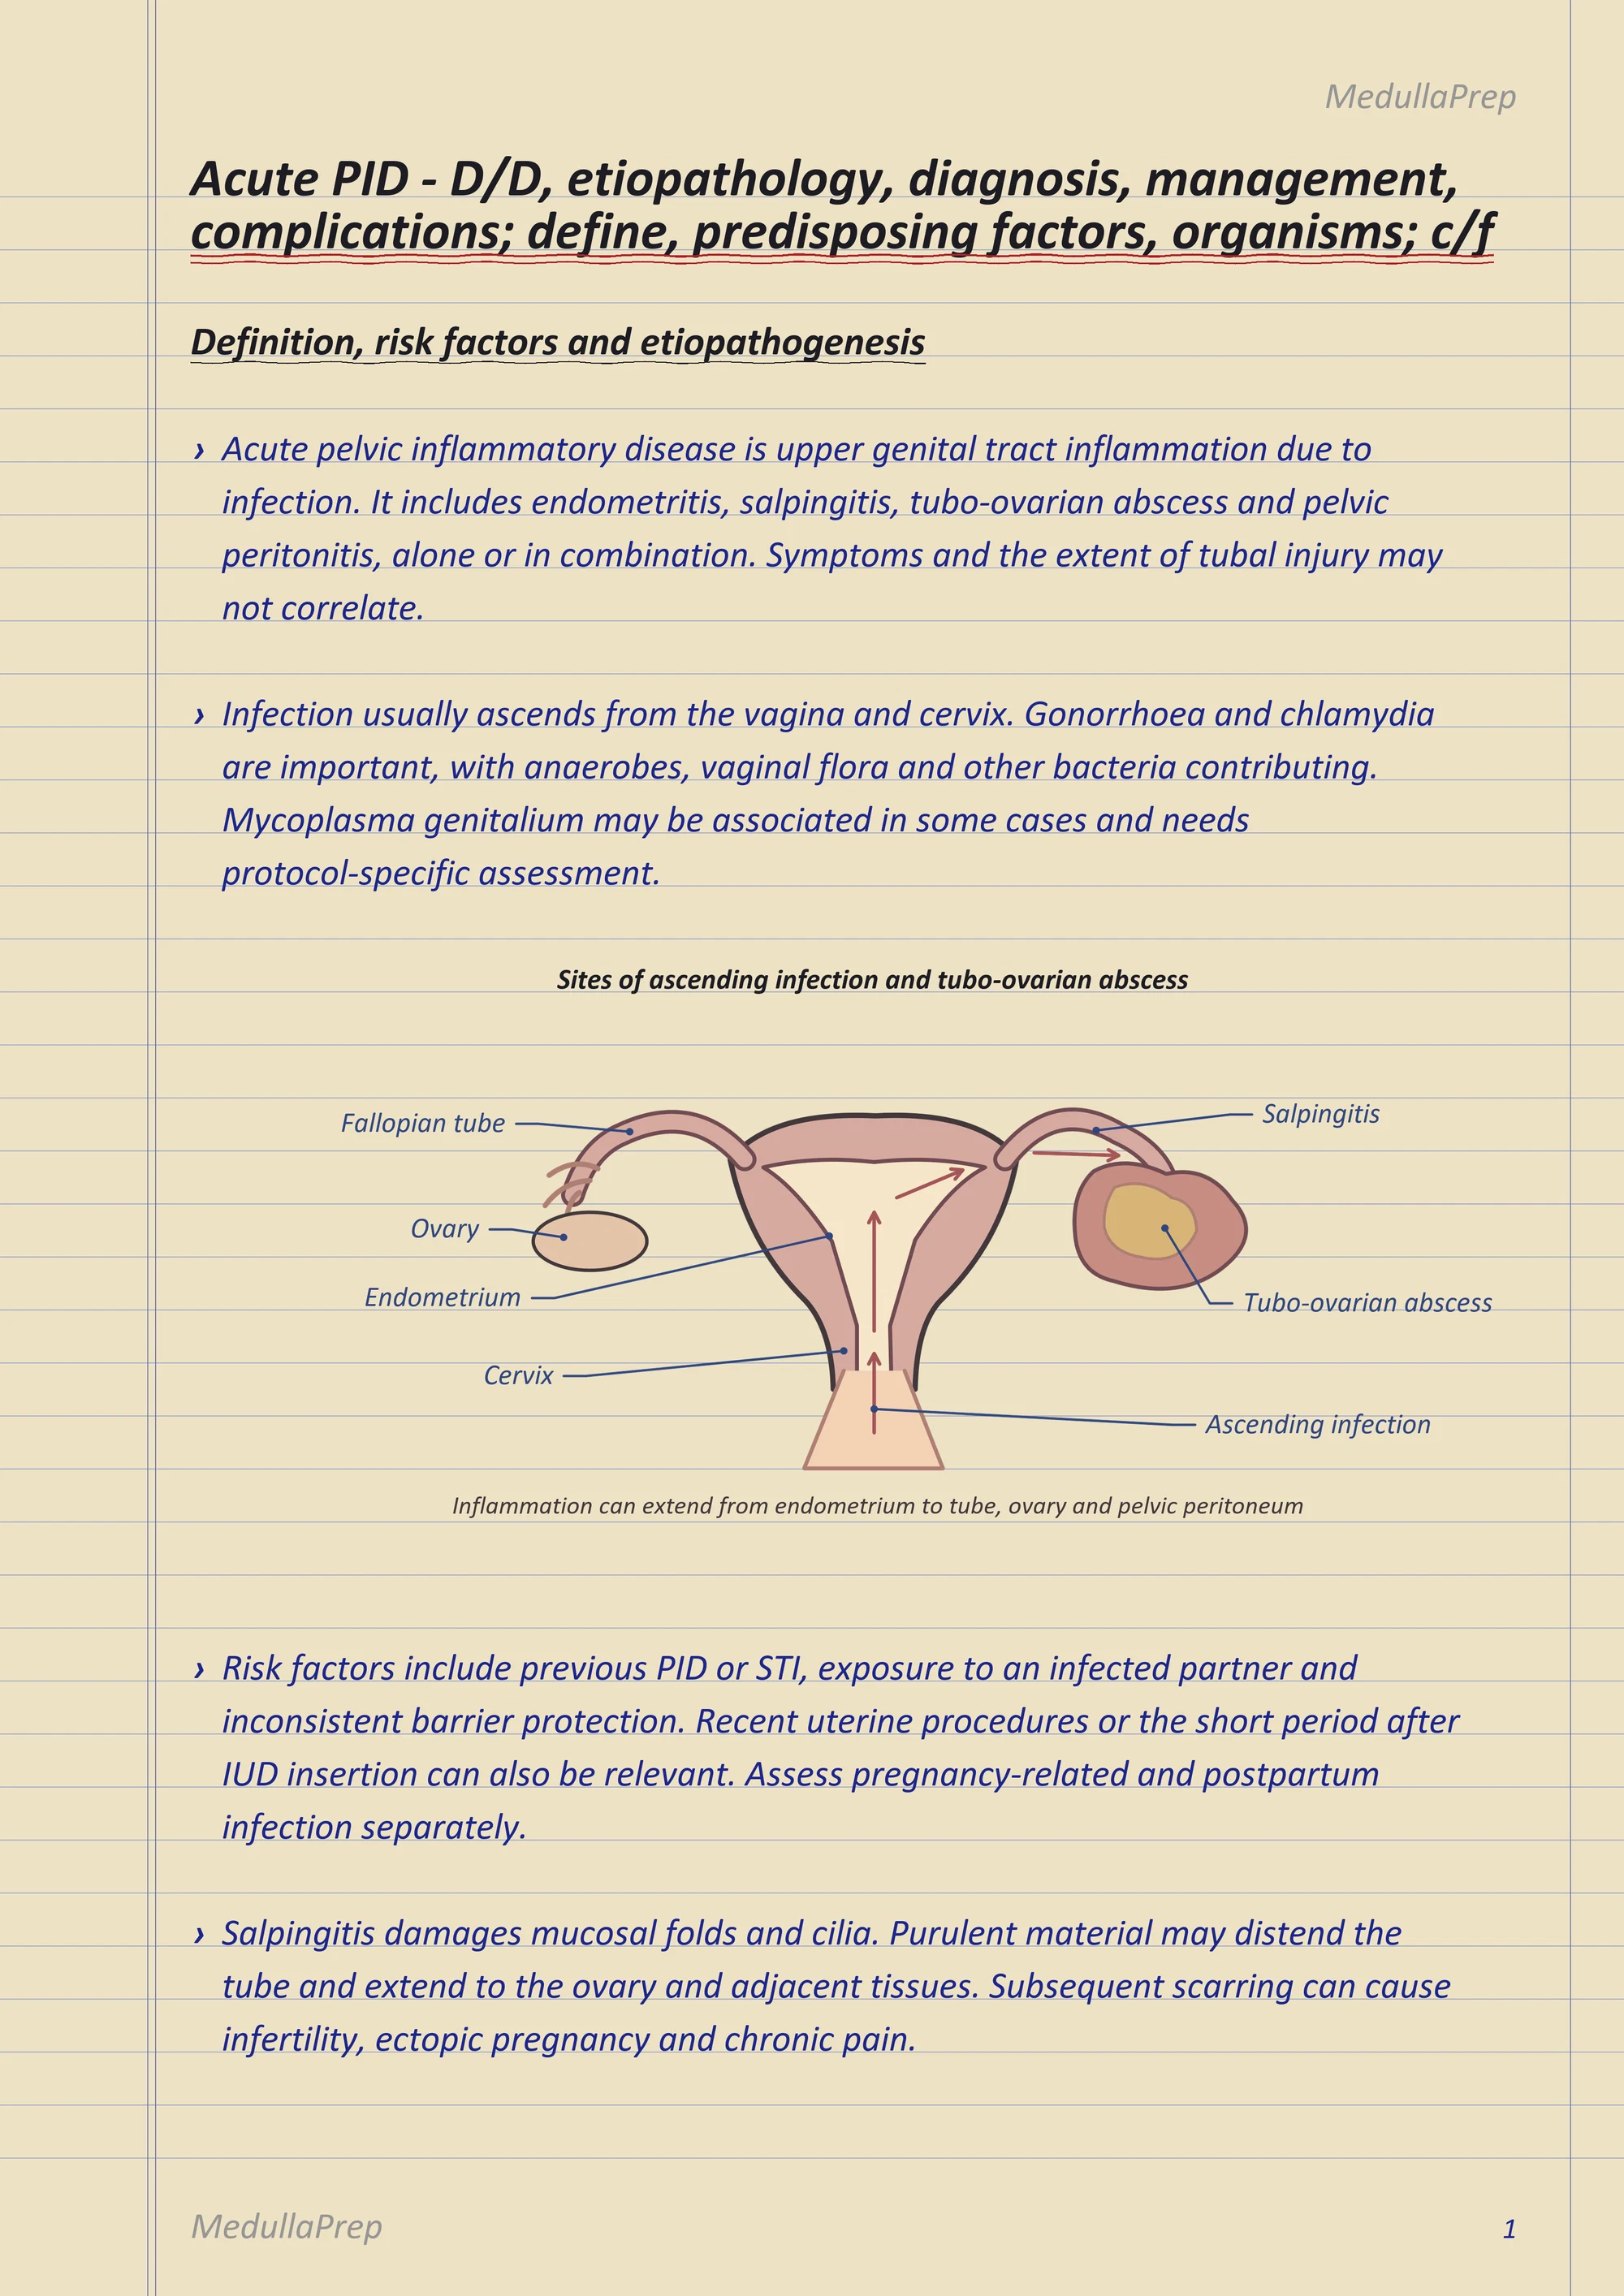 MedullaPrep
Acute PID - D/D, etiopathology, diagnosis, management,
complications; define, predisposing factors, organisms; c/f
Definition, risk factors and etiopathogenesis
› Acute pelvic inflammatory disease is upper genital tract inflammation due to
infection. It includes endometritis, salpingitis, tubo-ovarian abscess and pelvic
peritonitis, alone or in combination. Symptoms and the extent of tubal injury may
not correlate.
› Infection usually ascends from the vagina and cervix. Gonorrhoea and chlamydia
are important, with anaerobes, vaginal flora and other bacteria contributing.
Mycoplasma genitalium may be associated in some cases and needs
protocol-specific assessment.
Sites of ascending infection and tubo-ovarian abscess
Fallopian tube
Salpingitis
Ovary
Endometrium
Tubo-ovarian abscess
Cervix
Ascending infection
Inflammation can extend from endometrium to tube, ovary and pelvic peritoneum
› Risk factors include previous PID or STI, exposure to an infected partner and
inconsistent barrier protection. Recent uterine procedures or the short period after
IUD insertion can also be relevant. Assess pregnancy-related and postpartum
infection separately.
› Salpingitis damages mucosal folds and cilia. Purulent material may distend the
tube and extend to the ovary and adjacent tissues. Subsequent scarring can cause
infertility, ectopic pregnancy and chronic pain.
MedullaPrep
1